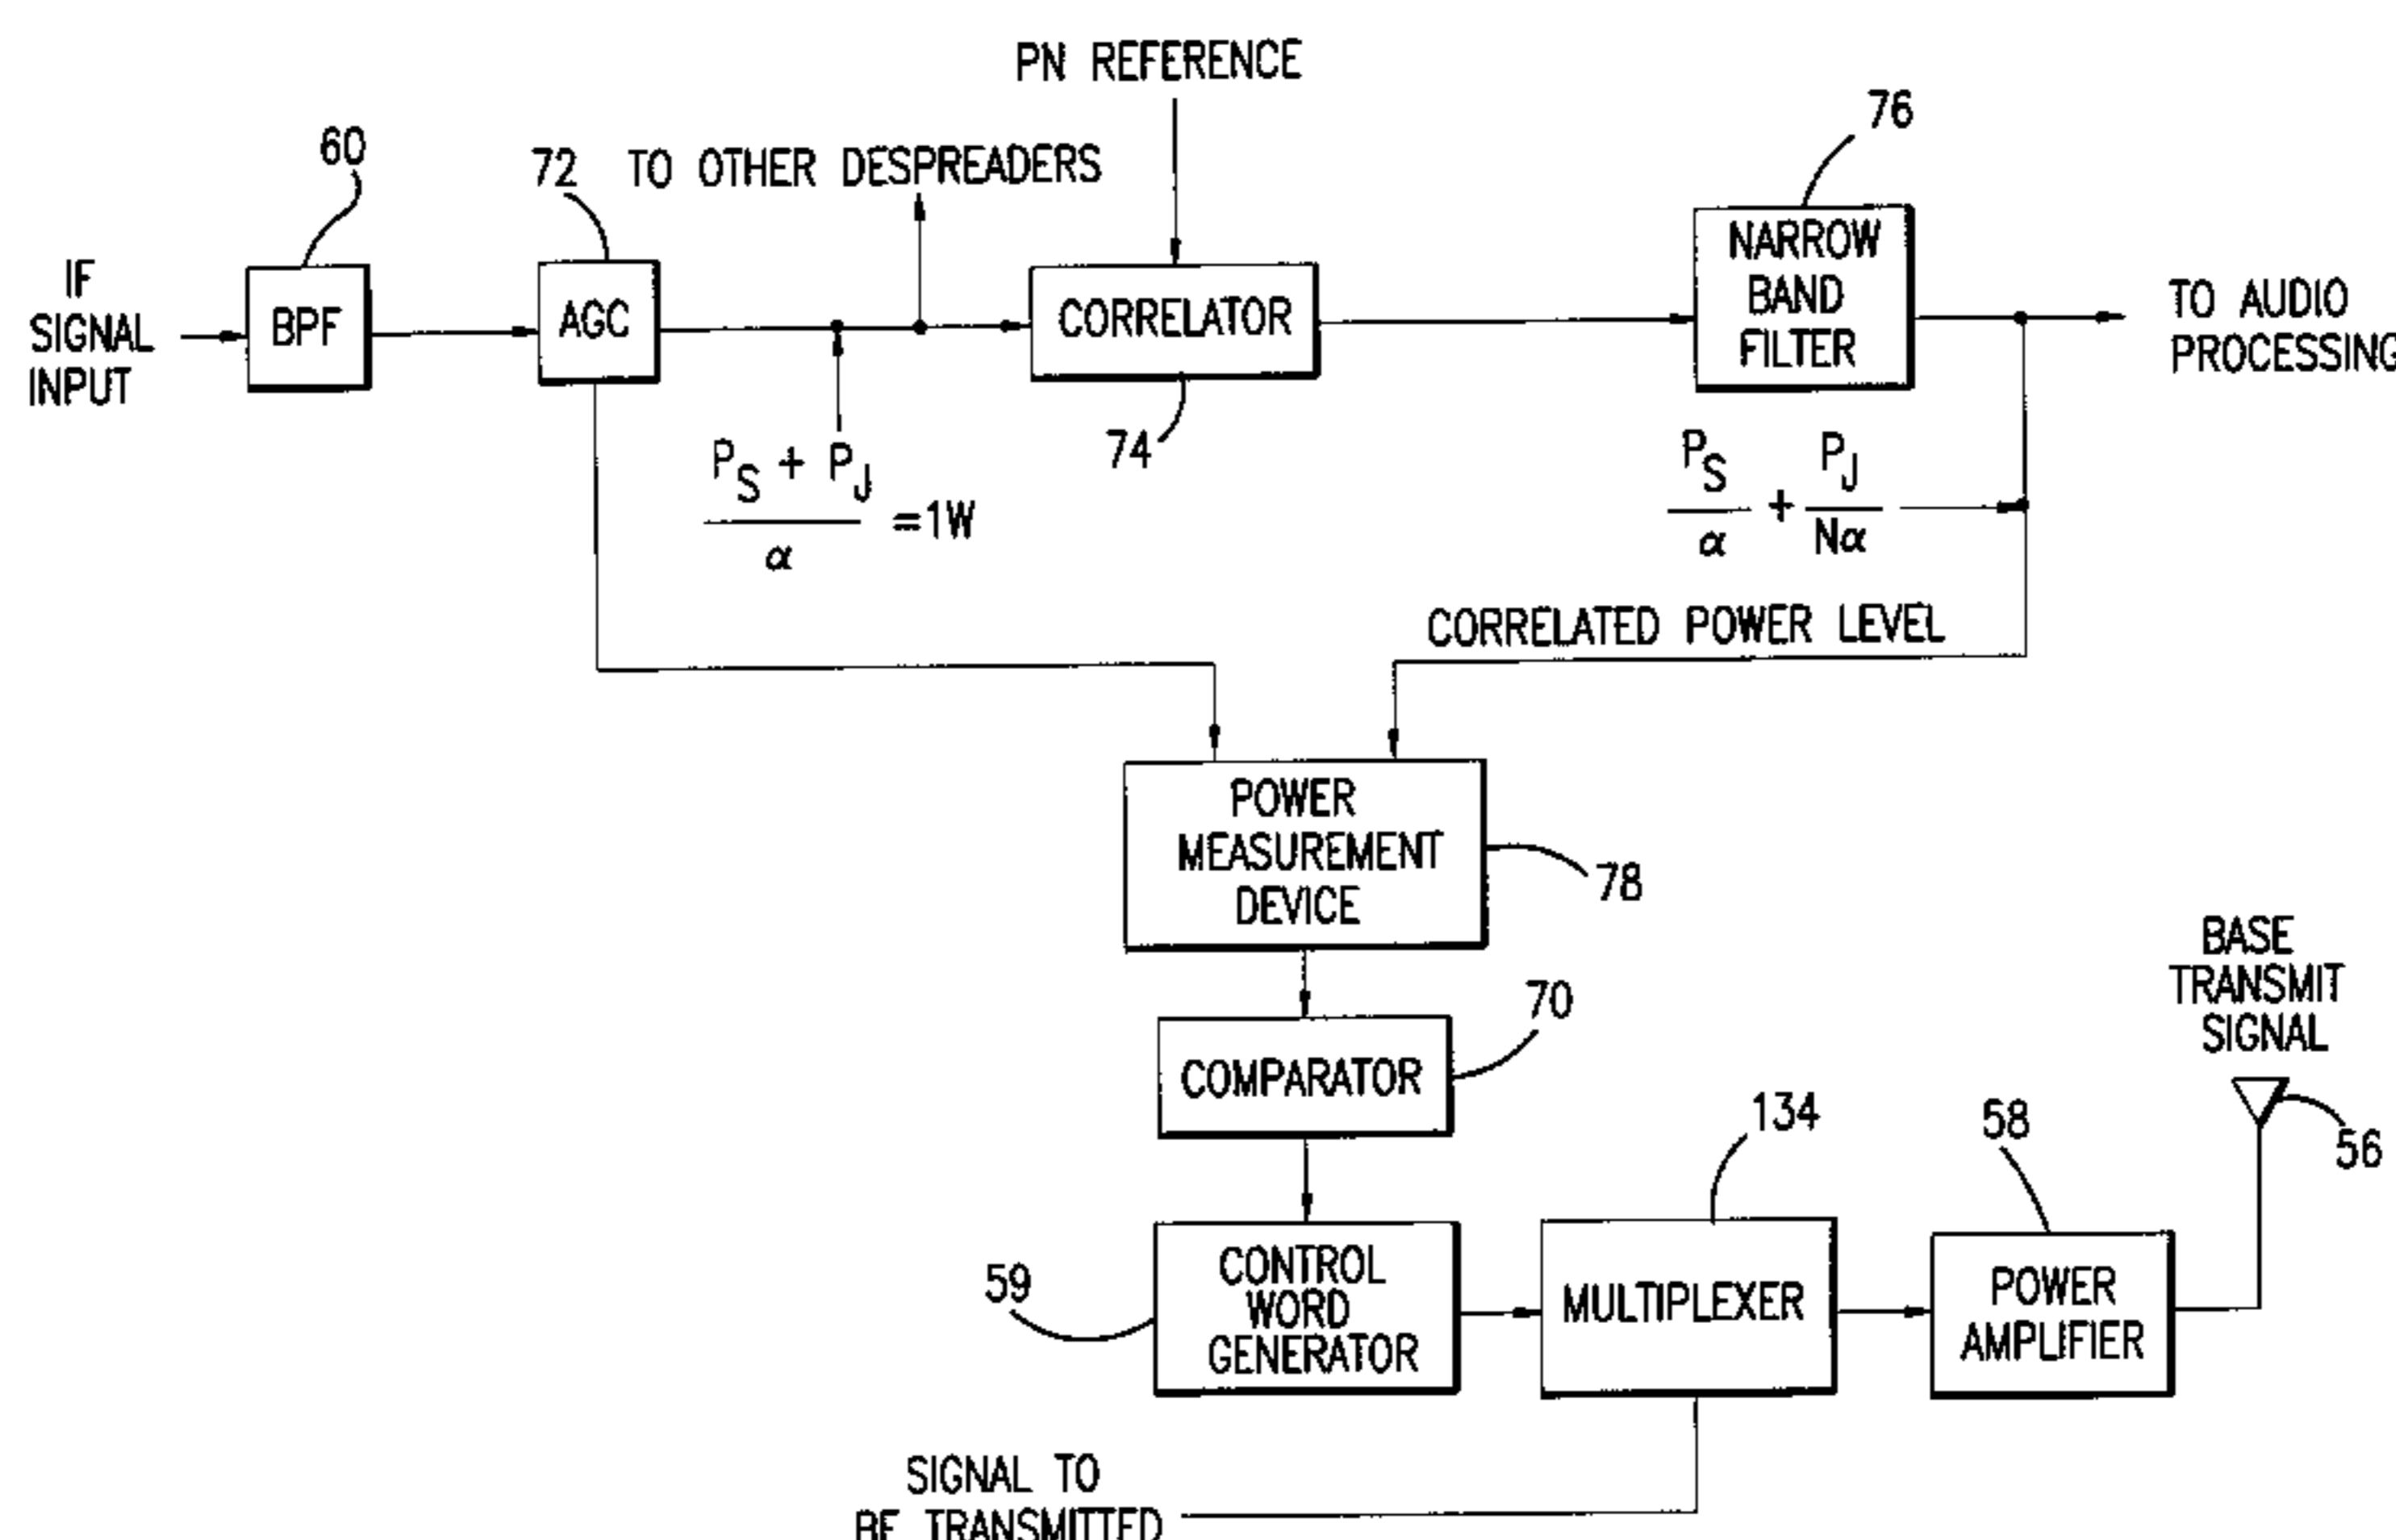 PN REFERENCE
76
60
72 TO OTHER DESPREADERS
IF
SIGNAL
INPUT
BPF
AGC
CORRELATOR
NARROW
BAND
FILTER
TO AUDIO
PROCESSING
74
P_S + P_J
α
=1W
P_S
α
+
P_J
Nα
CORRELATED POWER LEVEL
POWER
MEASUREMENT
DEVICE
78
70
COMPARATOR
BASE
TRANSMIT
SIGNAL
56
134
58
59
CONTROL
WORD
GENERATOR
MULTIPLEXER
POWER
AMPLIFIER
SIGNAL TO
BE TRANSMITTED